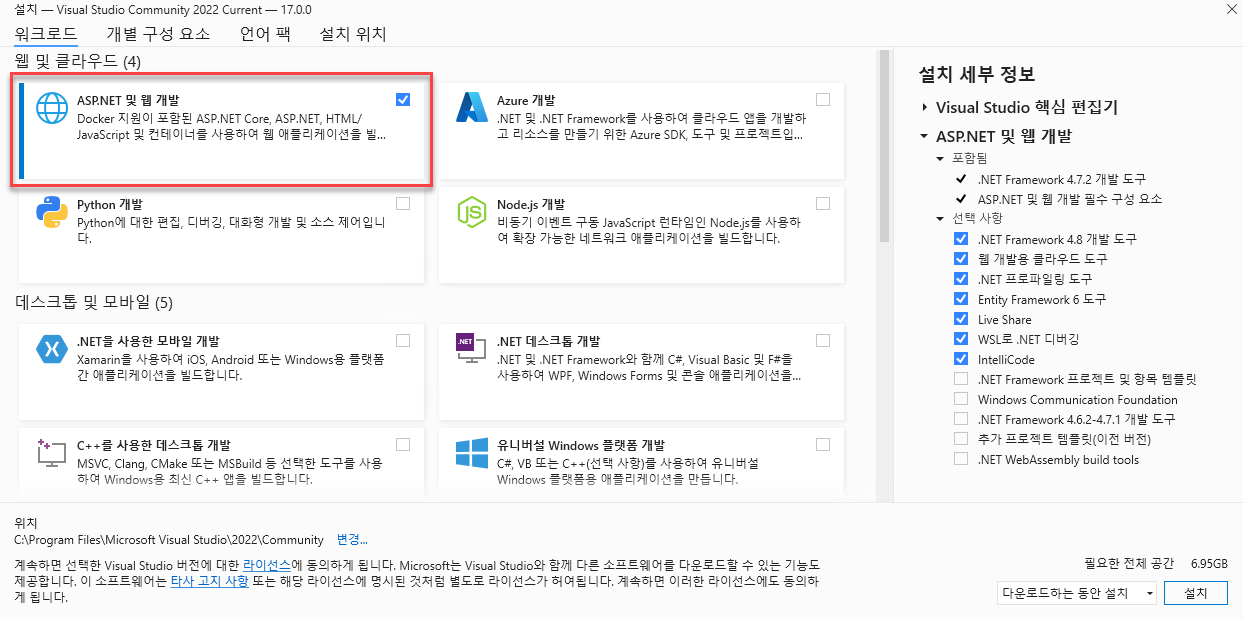 설치 — Visual Studio Community 2022 Current — 17.0.0
워크로드 개별 구성 요소 언어 팩 설치 위치
웹 및 클라우드 (4)
ASP.NET 및 웹 개발
Docker 지원이 포함된 ASP.NET Core, ASP.NET, HTML/
JavaScript 및 컨테이너를 사용하여 웹 애플리케이션을 빌...
Azure 개발
.NET 및 .NET Framework를 사용하여 클라우드 앱을 개발하
고 리소스를 만들기 위한 Azure SDK, 도구 및 프로젝트입...
Python 개발
Python에 대한 편집, 디버깅, 대화형 개발 및 소스 제어입니
다.
Node.js 개발
비동기 이벤트 구동 JavaScript 런타임인 Node.js를 사용하
여 확장 가능한 네트워크 애플리케이션을 빌드합니다.
데스크톱 및 모바일 (5)
.NET을 사용한 모바일 개발
Xamarin을 사용하여 iOS, Android 또는 Windows용 플랫폼
간 애플리케이션을 빌드합니다.
.NET
.NET 데스크톱 개발
.NET 및 .NET Framework와 함께 C#, Visual Basic 및 F#을
사용하여 WPF, Windows Forms 및 콘솔 애플리케이션을...
C++를 사용한 데스크톱 개발
MSVC, Clang, CMake 또는 MSBuild 등 선택한 도구를 사용
하여 Windows용 최신 C++ 앱을 빌드합니다.
유니버설 Windows 플랫폼 개발
C#, VB 또는 C++(선택 사항)를 사용하여 유니버설
Windows 플랫폼용 애플리케이션을 만듭니다.
설치 세부 정보
Visual Studio 핵심 편집기
ASP.NET 및 웹 개발
포함됨
.NET Framework 4.7.2 개발 도구
ASP.NET 및 웹 개발 필수 구성 요소
선택 사항
.NET Framework 4.8 개발 도구
웹 개발용 클라우드 도구
.NET 프로파일링 도구
Entity Framework 6 도구
Live Share
WSL로 .NET 디버깅
IntelliCode
.NET Framework 프로젝트 및 항목 템플릿
Windows Communication Foundation
.NET Framework 4.6.2-4.7.1 개발 도구
추가 프로젝트 템플릿(이전 버전)
.NET WebAssembly build tools
위치
C:\Program Files\Microsoft Visual Studio\2022\Community 변경...
계속하면 선택한 Visual Studio 버전에 대한 라이선스에 동의하게 됩니다. Microsoft는 Visual Studio와 함께 다른 소프트웨어를 다운로드할 수 있는 기능도
제공합니다. 이 소프트웨어는 타사 고지 사항 또는 해당 라이선스에 명시된 것처럼 별도로 라이선스가 허여됩니다. 계속하면 이러한 라이선스에도 동의하
게 됩니다.
필요한 전체 공간 6.95GB
다운로드하는 동안 설치 설치